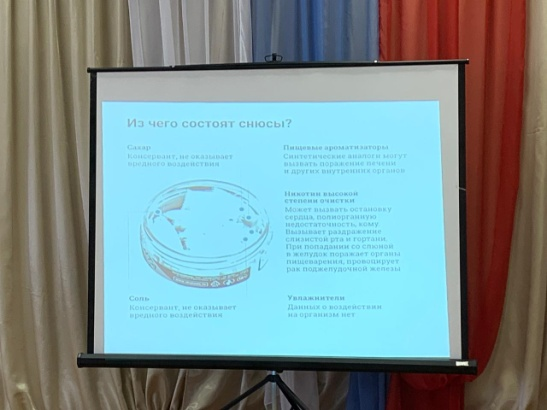 Из чего состоят снюсы?
Сахар
Консервант, не оказывает
вредного воздействия
Пищевые ароматизаторы
Синтетические аналоги могут
вызвать поражение печени
и других внутренних органов
Никотин высокой
степени очистки
Может вызвать остановку
сердца, полиорганную
недостаточность, кому.
Вызывает раздражение
слизистой рта и гортани.
При попадании со слюной
в желудок поражает органы
пищеварения, провоцирует
рак поджелудочной железы
Соль
Консервант, не оказывает
вредного воздействия
Увлажнители
Данных о воздействии
на организм нет